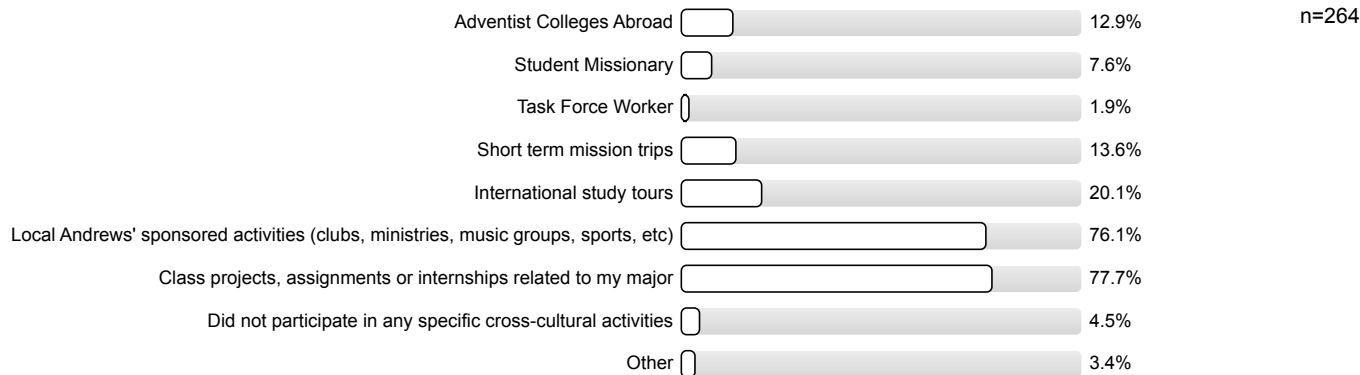 Adventist Colleges Abroad 12.9% n=264
Student Missionary 7.6%
Task Force Worker 1.9%
Short term mission trips 13.6%
International study tours 20.1%
Local Andrews' sponsored activities (clubs, ministries, music groups, sports, etc) 76.1%
Class projects, assignments or internships related to my major 77.7%
Did not participate in any specific cross-cultural activities 4.5%
Other 3.4%